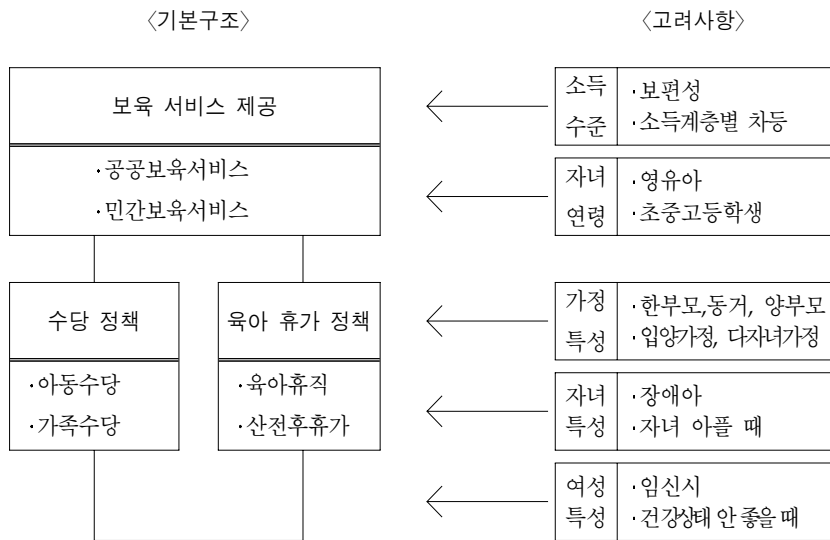 〈기본구조〉
〈고려사항〉
보육 서비스 제공
·공공보육서비스
·민간보육서비스
수당 정책
·아동수당
·가족수당
육아 휴가 정책
·육아휴직
·산전후휴가
소득 ·보편성
수준 ·소득계층별 차등
자녀 ·영유아
연령 ·초중고등학생
가정 ·한부모,동거, 양부모
특성 ·입양가정, 다자녀가정
자녀 ·장애아
특성 ·자녀 아플 때
여성 ·임신시
특성 ·건강상태 안 좋을 때